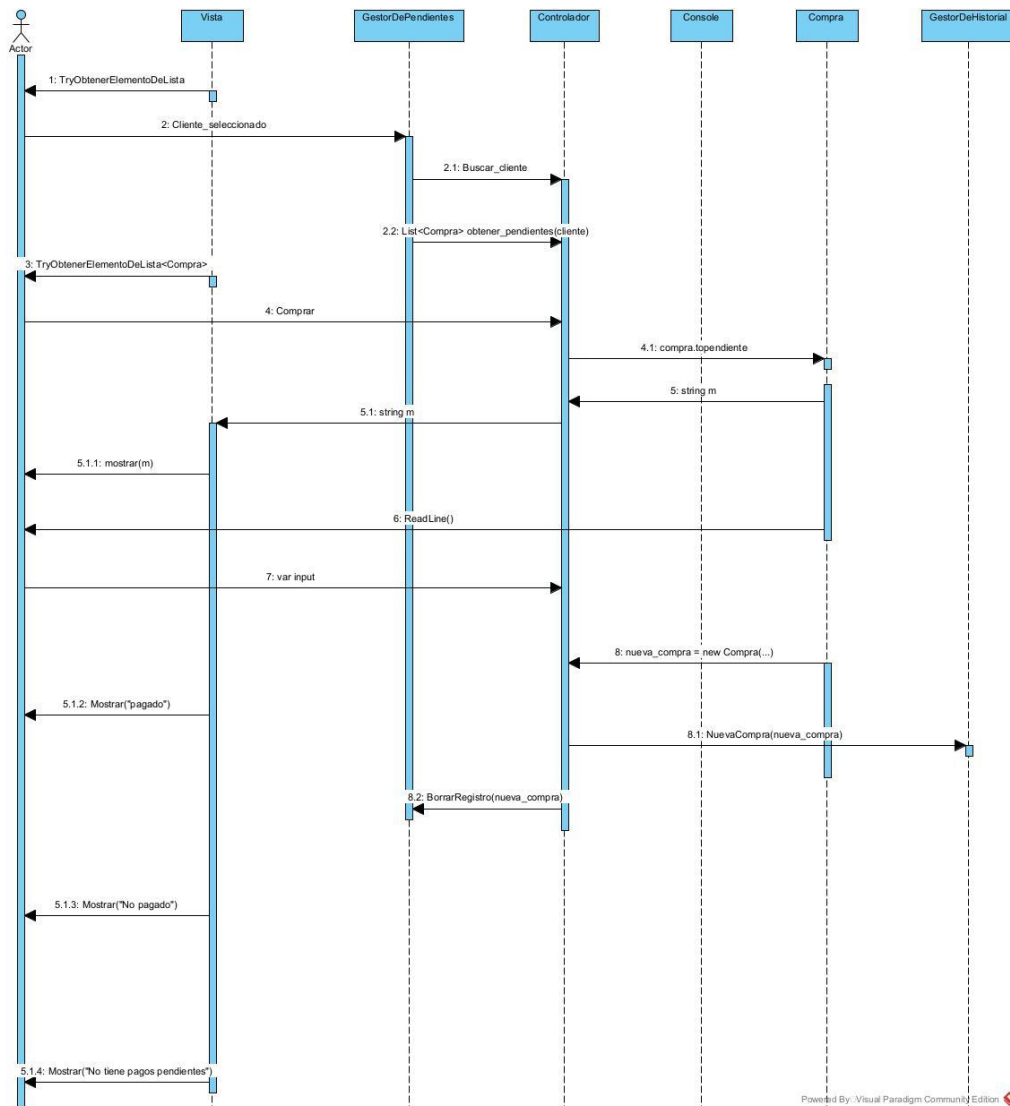 Vista
GestorDePendientes
Controlador
Console
Compra
GestorDeHistorial
Actor
1: TryObtenerElementoDeLista
2: Cliente_seleccionado
2.1: Buscar_cliente
2.2: List<Compra> obtener_pendientes(cliente)
3: TryObtenerElementoDeLista<Compra>
4: Comprar
4.1: compra.topendiente
5: string m
5.1: string m
5.1.1: mostrar(m)
6: ReadLine()
7: var input
8: nueva_compra = new Compra(...)
5.1.2: Mostrar("pagado")
8.1: NuevaCompra(nueva_compra)
8.2: BorrarRegistro(nueva_compra)
5.1.3: Mostrar("No pagado")
5.1.4: Mostrar("No tiene pagos pendientes")
Powered By: Visual Paradigm Community Edition